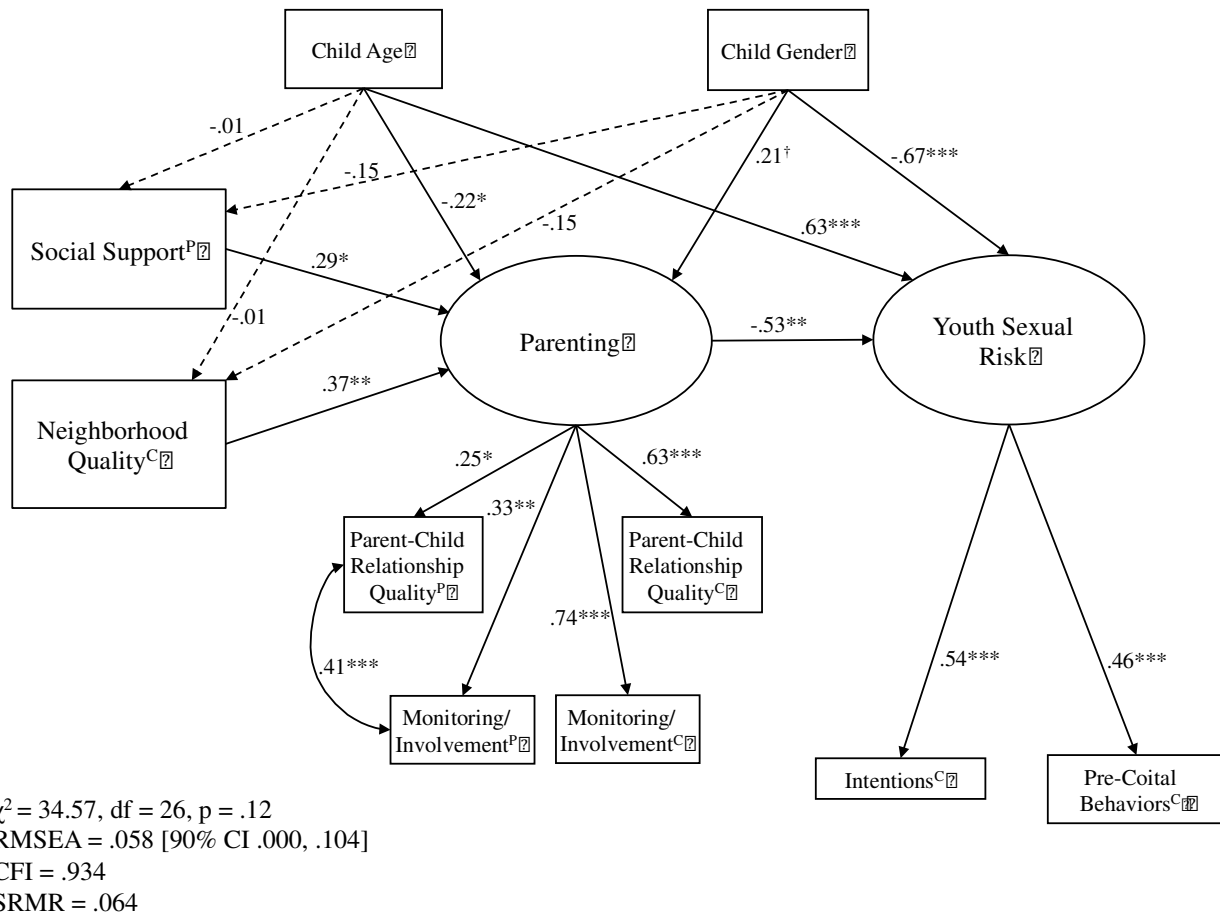 Child Age
Child Gender
-.01
-.15
.21†
-.67***
-.22*
-.15
.63***
Social Support^P
.29*
-.01
Parenting
-.53**
Youth Sexual
Risk
Neighborhood
Quality^C
.37**
.25*
.33**
.63***
Parent-Child
Relationship
Quality^P
Parent-Child
Relationship
Quality^C
.74***
.41***
.54***
.46***
Monitoring/
Involvement^P
Monitoring/
Involvement^C
Intentions^C
Pre-Coital
Behaviors^C
χ² = 34.57, df = 26, p = .12
RMSEA = .058 [90% CI .000, .104]
CFI = .934
SRMR = .064